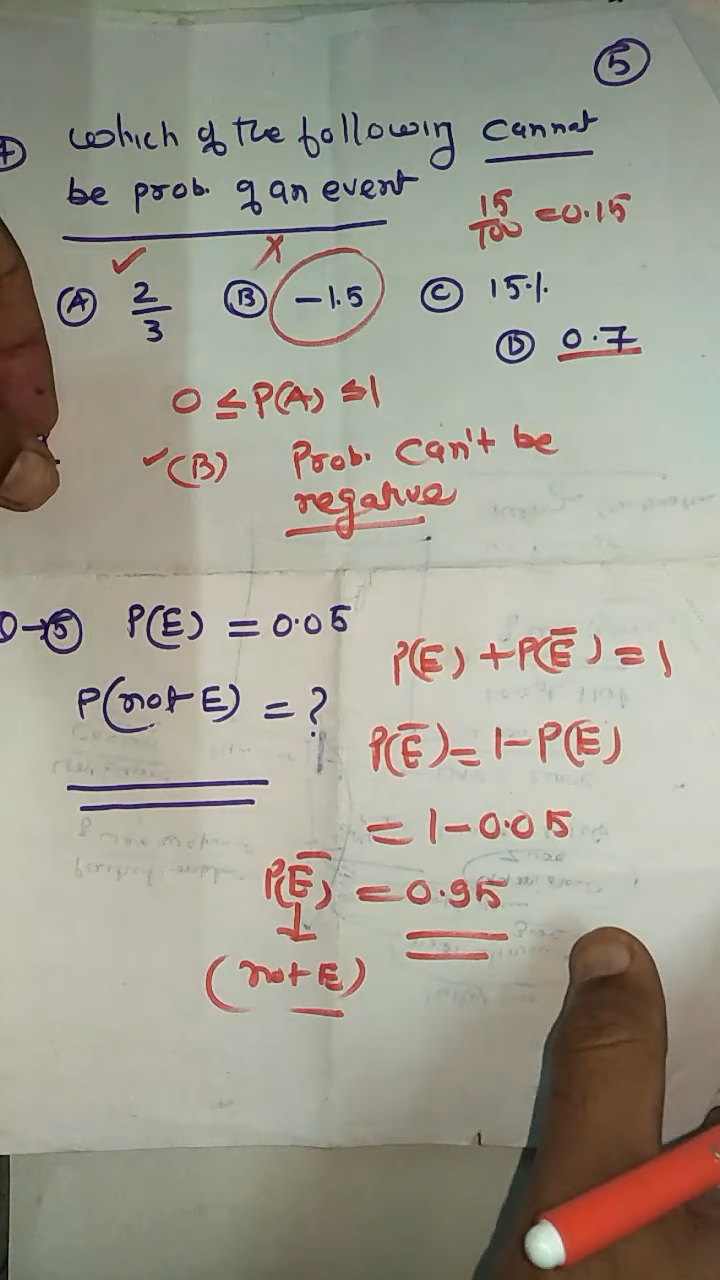 5
which of the following cannot
be prob. of an event
15/100 = 0.15
A 2/3 B -1.5 C 15%
D 0.7
0 ≤ P(A) ≤ 1
✓(B) Prob. can't be
negative
→5 P(E) = 0.05
P(not E) = ?
P(E) + P(E̅) = 1
P(E̅) = 1 - P(E)
= 1 - 0.05
P(E̅) = 0.95
(not E)